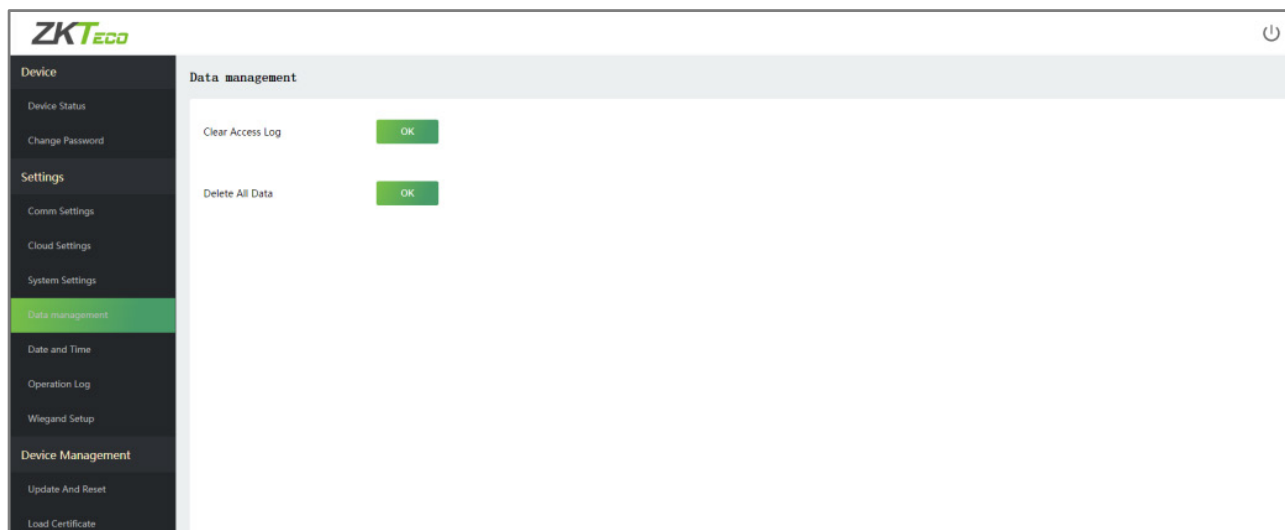 ZKTeco
Device
Device Status
Change Password
Settings
Comm Settings
Cloud Settings
System Settings
Data management
Date and Time
Operation Log
Wiegand Setup
Device Management
Update And Reset
Load Certificate
Data management
Clear Access Log OK
Delete All Data OK